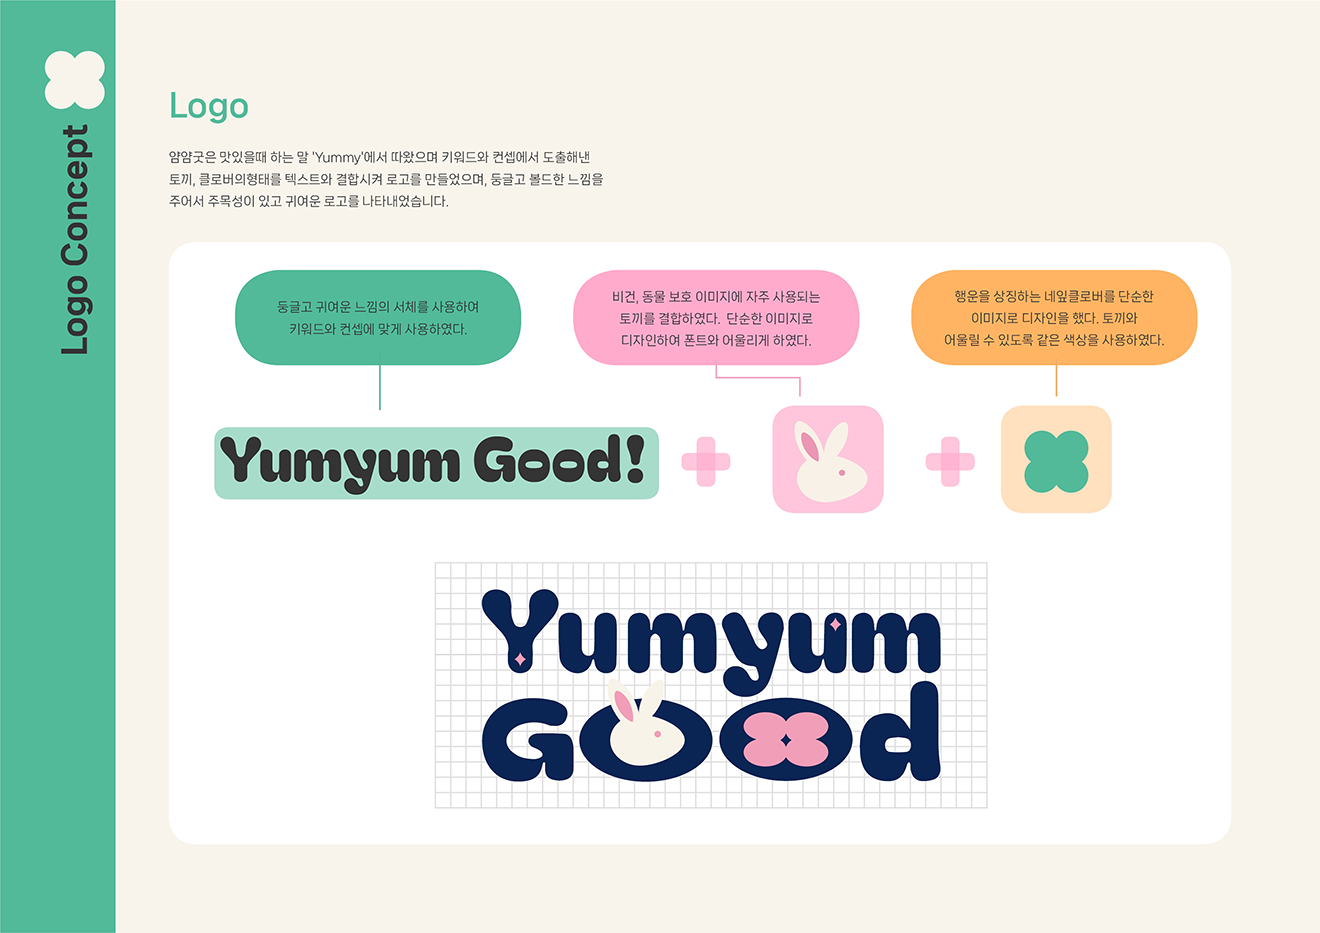 Logo Concept
Logo
얌얌굿은 맛있을때 하는 말 'Yummy'에서 따왔으며 키워드와 컨셉에서 도출해낸
토끼, 클로버의형태를 텍스트와 결합시켜 로고를 만들었으며, 둥글고 볼드한 느낌을
주어서 주목성이 있고 귀여운 로고를 나타내었습니다.
둥글고 귀여운 느낌의 서체를 사용하여
키워드와 컨셉에 맞게 사용하였다.
비건, 동물 보호 이미지에 자주 사용되는
토끼를 결합하였다. 단순한 이미지로
디자인하여 폰트와 어울리게 하였다.
행운을 상징하는 네잎클로버를 단순한
이미지로 디자인을 했다. 토끼와
어울릴 수 있도록 같은 색상을 사용하였다.
Yumyum Good!
Yumyum
Good